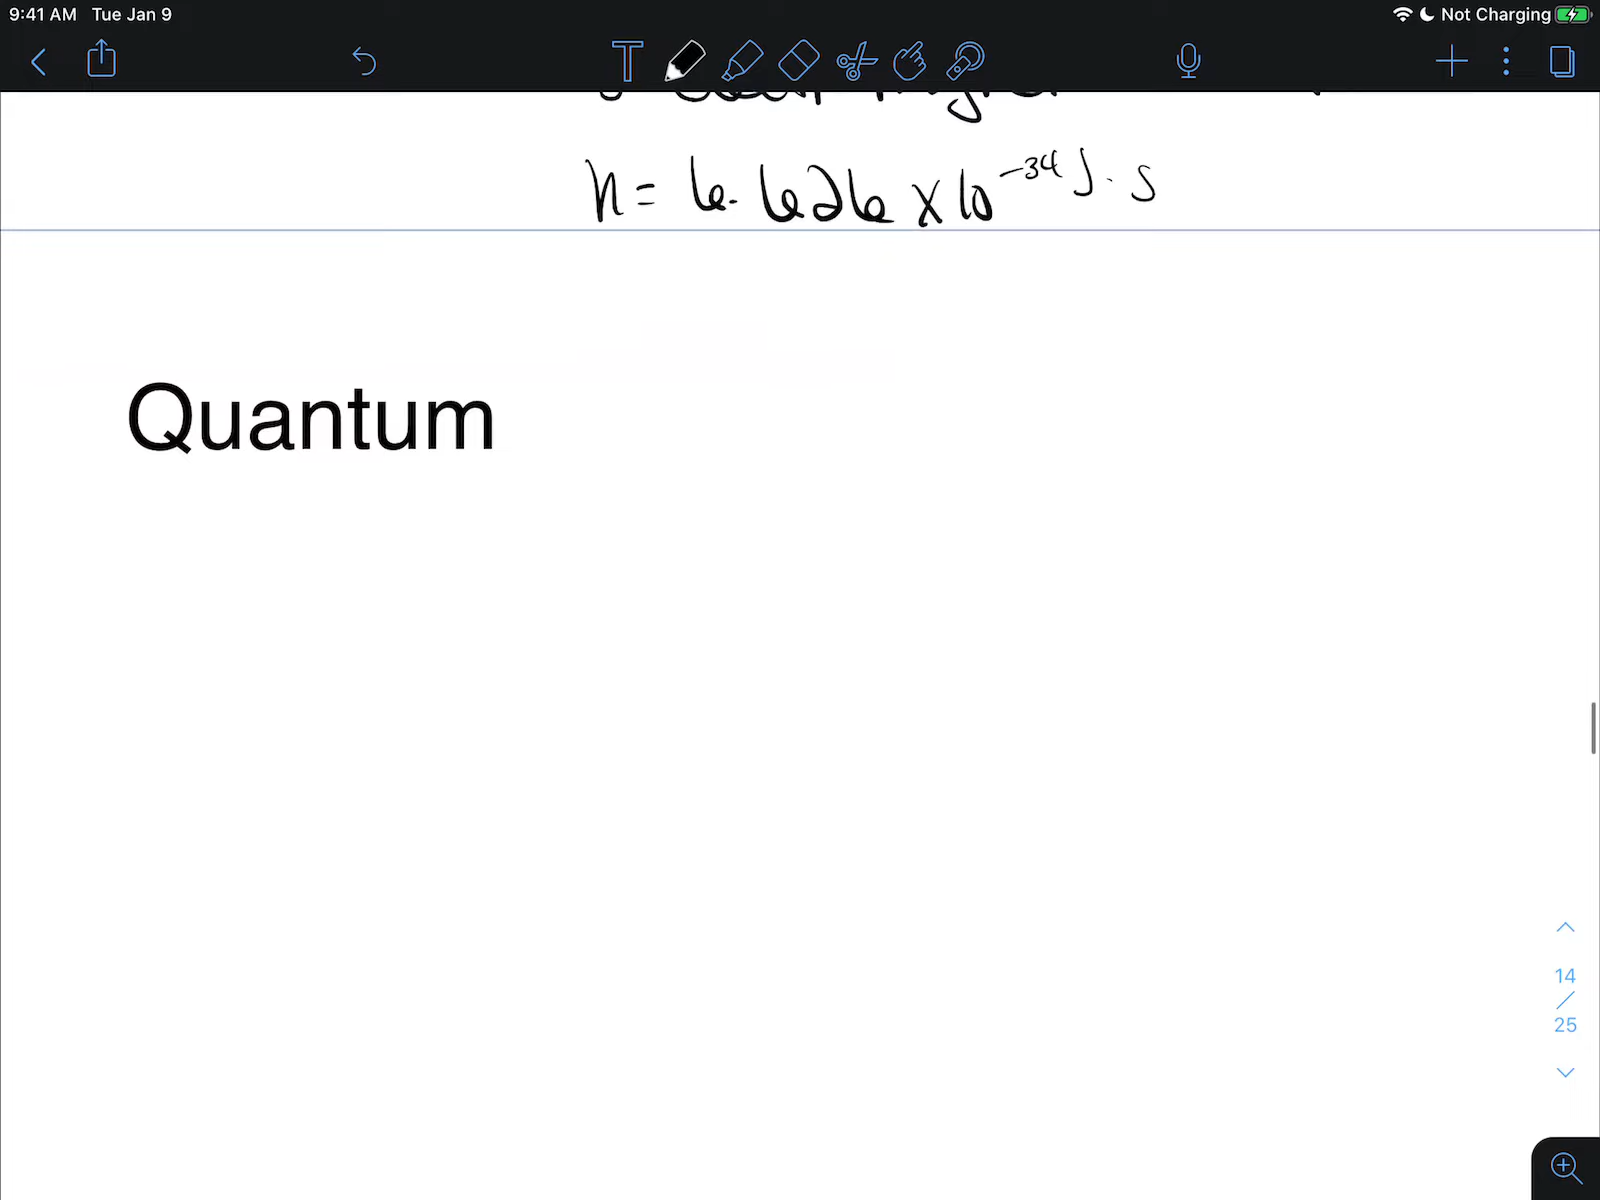 9:41 AM Tue Jan 9 Not Charging
T
h = 6.626 x 10⁻³⁴ J · s
Quantum
14
/
25